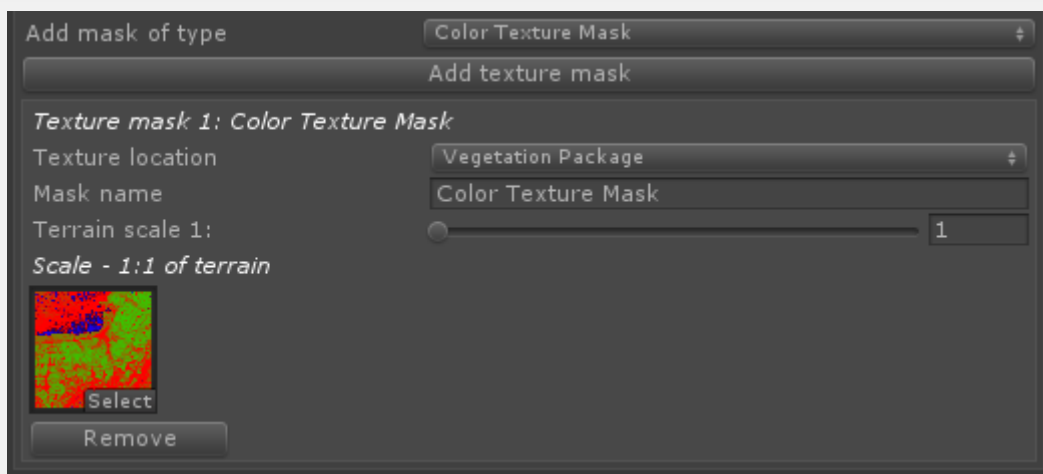 Add mask of type Color Texture Mask
Add texture mask
Texture mask 1: Color Texture Mask
Texture location Vegetation Package
Mask name Color Texture Mask
Terrain scale 1: 1
Scale - 1:1 of terrain
Select
Remove